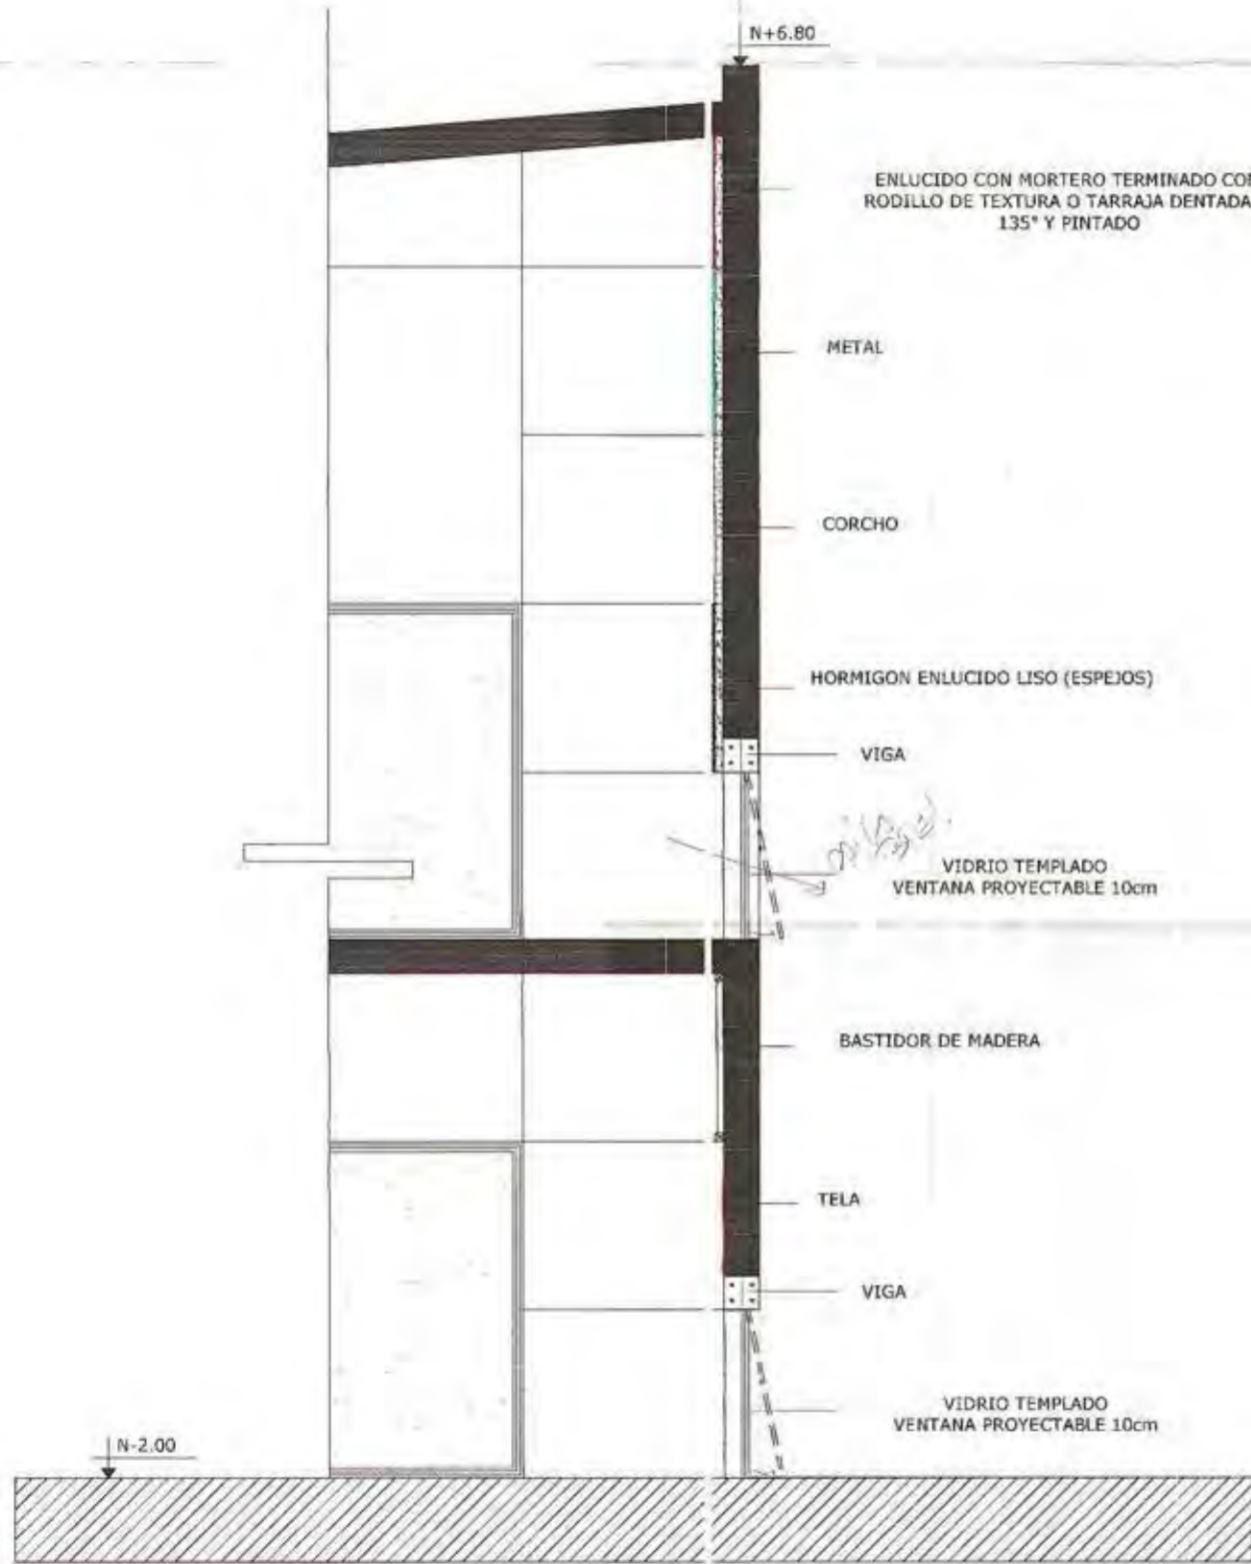 N+6.80
ENLUCIDO CON MORTERO TERMINADO CON
RODILLO DE TEXTURA O TARRAJA DENTADA
135° Y PINTADO
METAL
CORCHO
HORMIGON ENLUCIDO LISO (ESPEJOS)
VIGA
VIDRIO TEMPLADO
VENTANA PROYECTABLE 10cm
BASTIDOR DE MADERA
TELA
VIGA
VIDRIO TEMPLADO
VENTANA PROYECTABLE 10cm
N-2.00